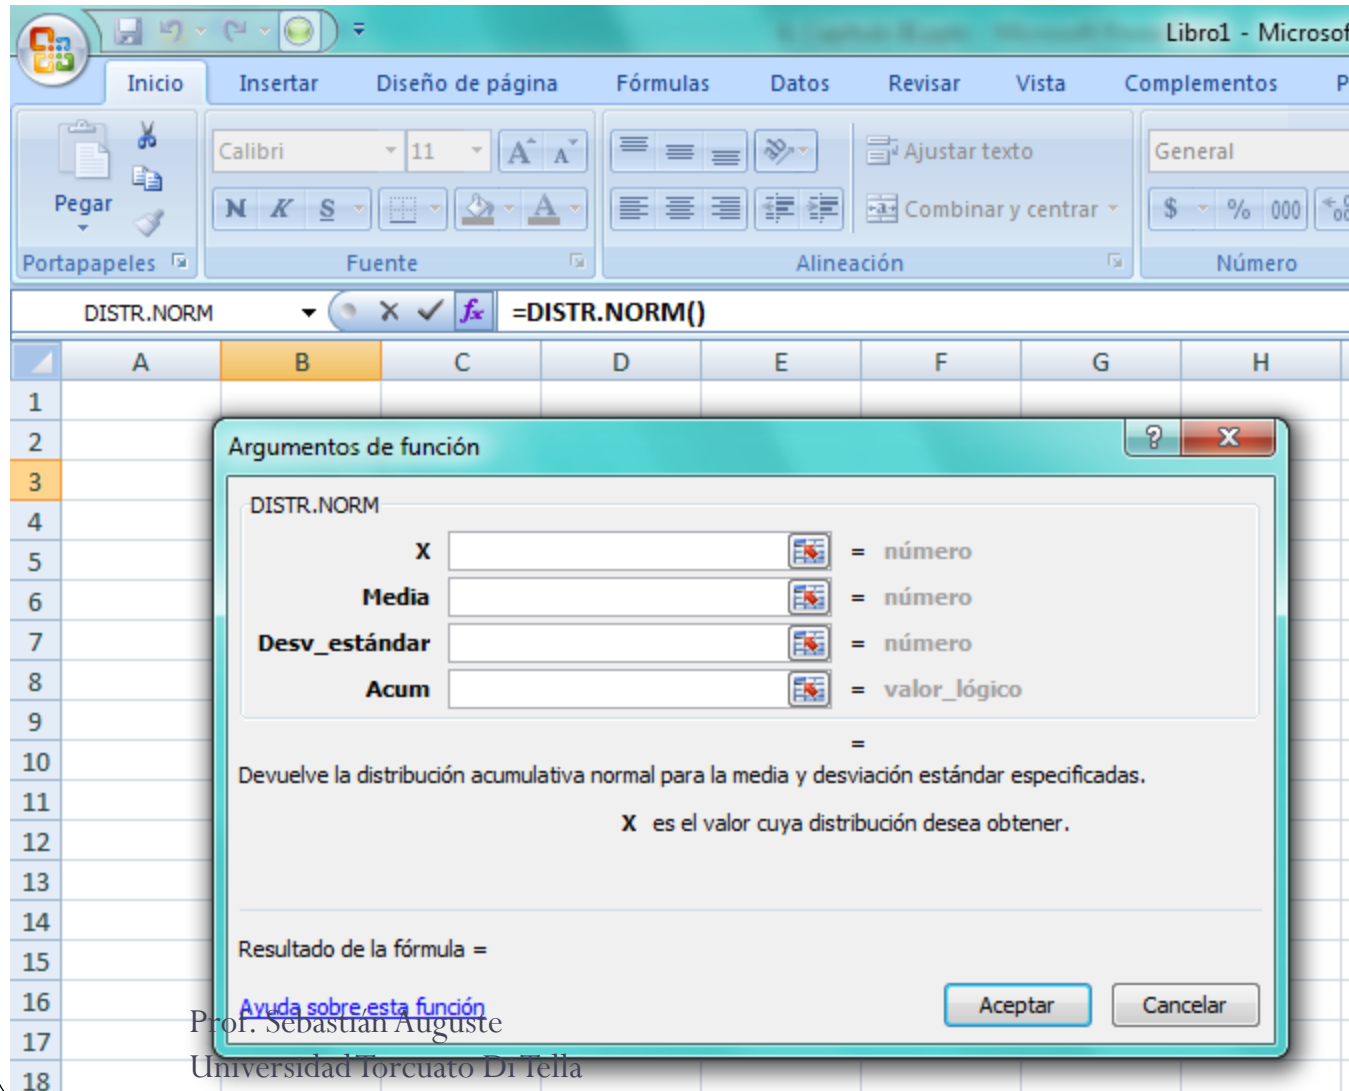 Libro1 - Microsof
Inicio Insertar Diseño de página Fórmulas Datos Revisar Vista Complementos P
Calibri 11 A A Ajustar texto General
Pegar N K S A Combinar y centrar $ % 000
Portapapeles Fuente Alineación Número
DISTR.NORM fx =DISTR.NORM()
A B C D E F G H
1
2 Argumentos de función ? X
3
DISTR.NORM
4
5 X = número
6 Media = número
7 Desv_estándar = número
8 Acum = valor_lógico
9
=
10 Devuelve la distribución acumulativa normal para la media y desviación estándar especificadas.
11
12 X es el valor cuya distribución desea obtener.
13
14
15 Resultado de la fórmula =
16 Ayuda sobre esta función Aceptar Cancelar
Prof. Sebastián Auguste
17
Universidad Torcuato Di Tella
18